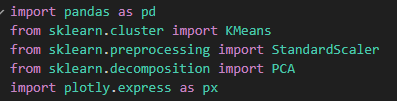 import pandas as pd
from sklearn.cluster import KMeans
from sklearn.preprocessing import StandardScaler
from sklearn.decomposition import PCA
import plotly.express as px